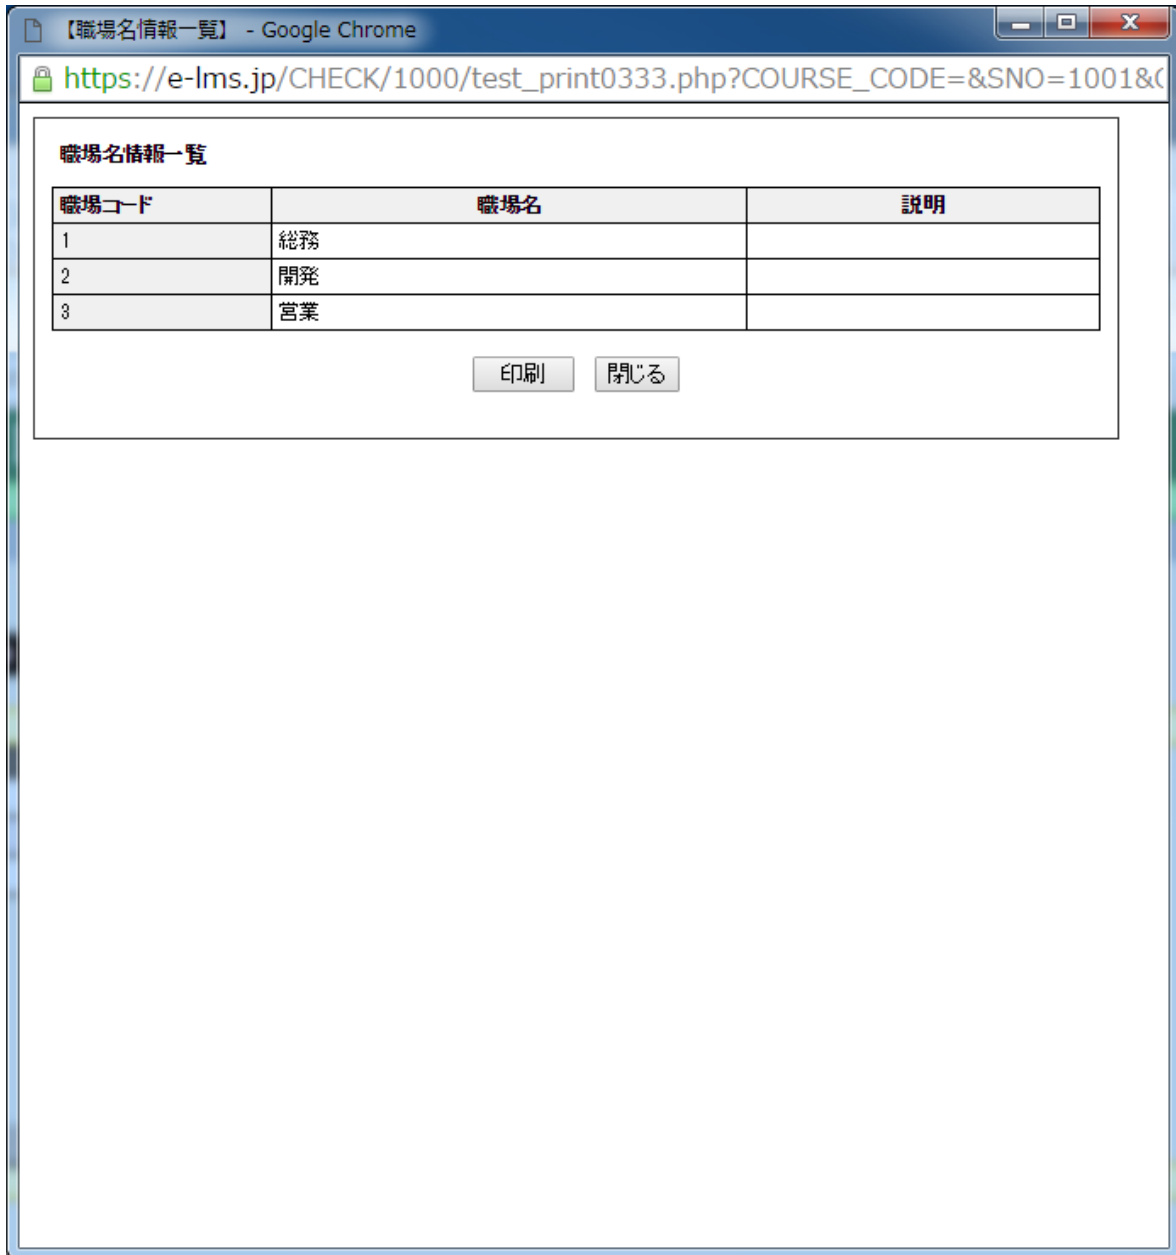 【職場名情報一覧】 - Google Chrome
https://e-lms.jp/CHECK/1000/test_print0333.php?COURSE_CODE=&SNO=1001&
職場名情報一覧
職場コード 職場名 説明
1 総務
2 開発
3 営業
印刷 閉じる